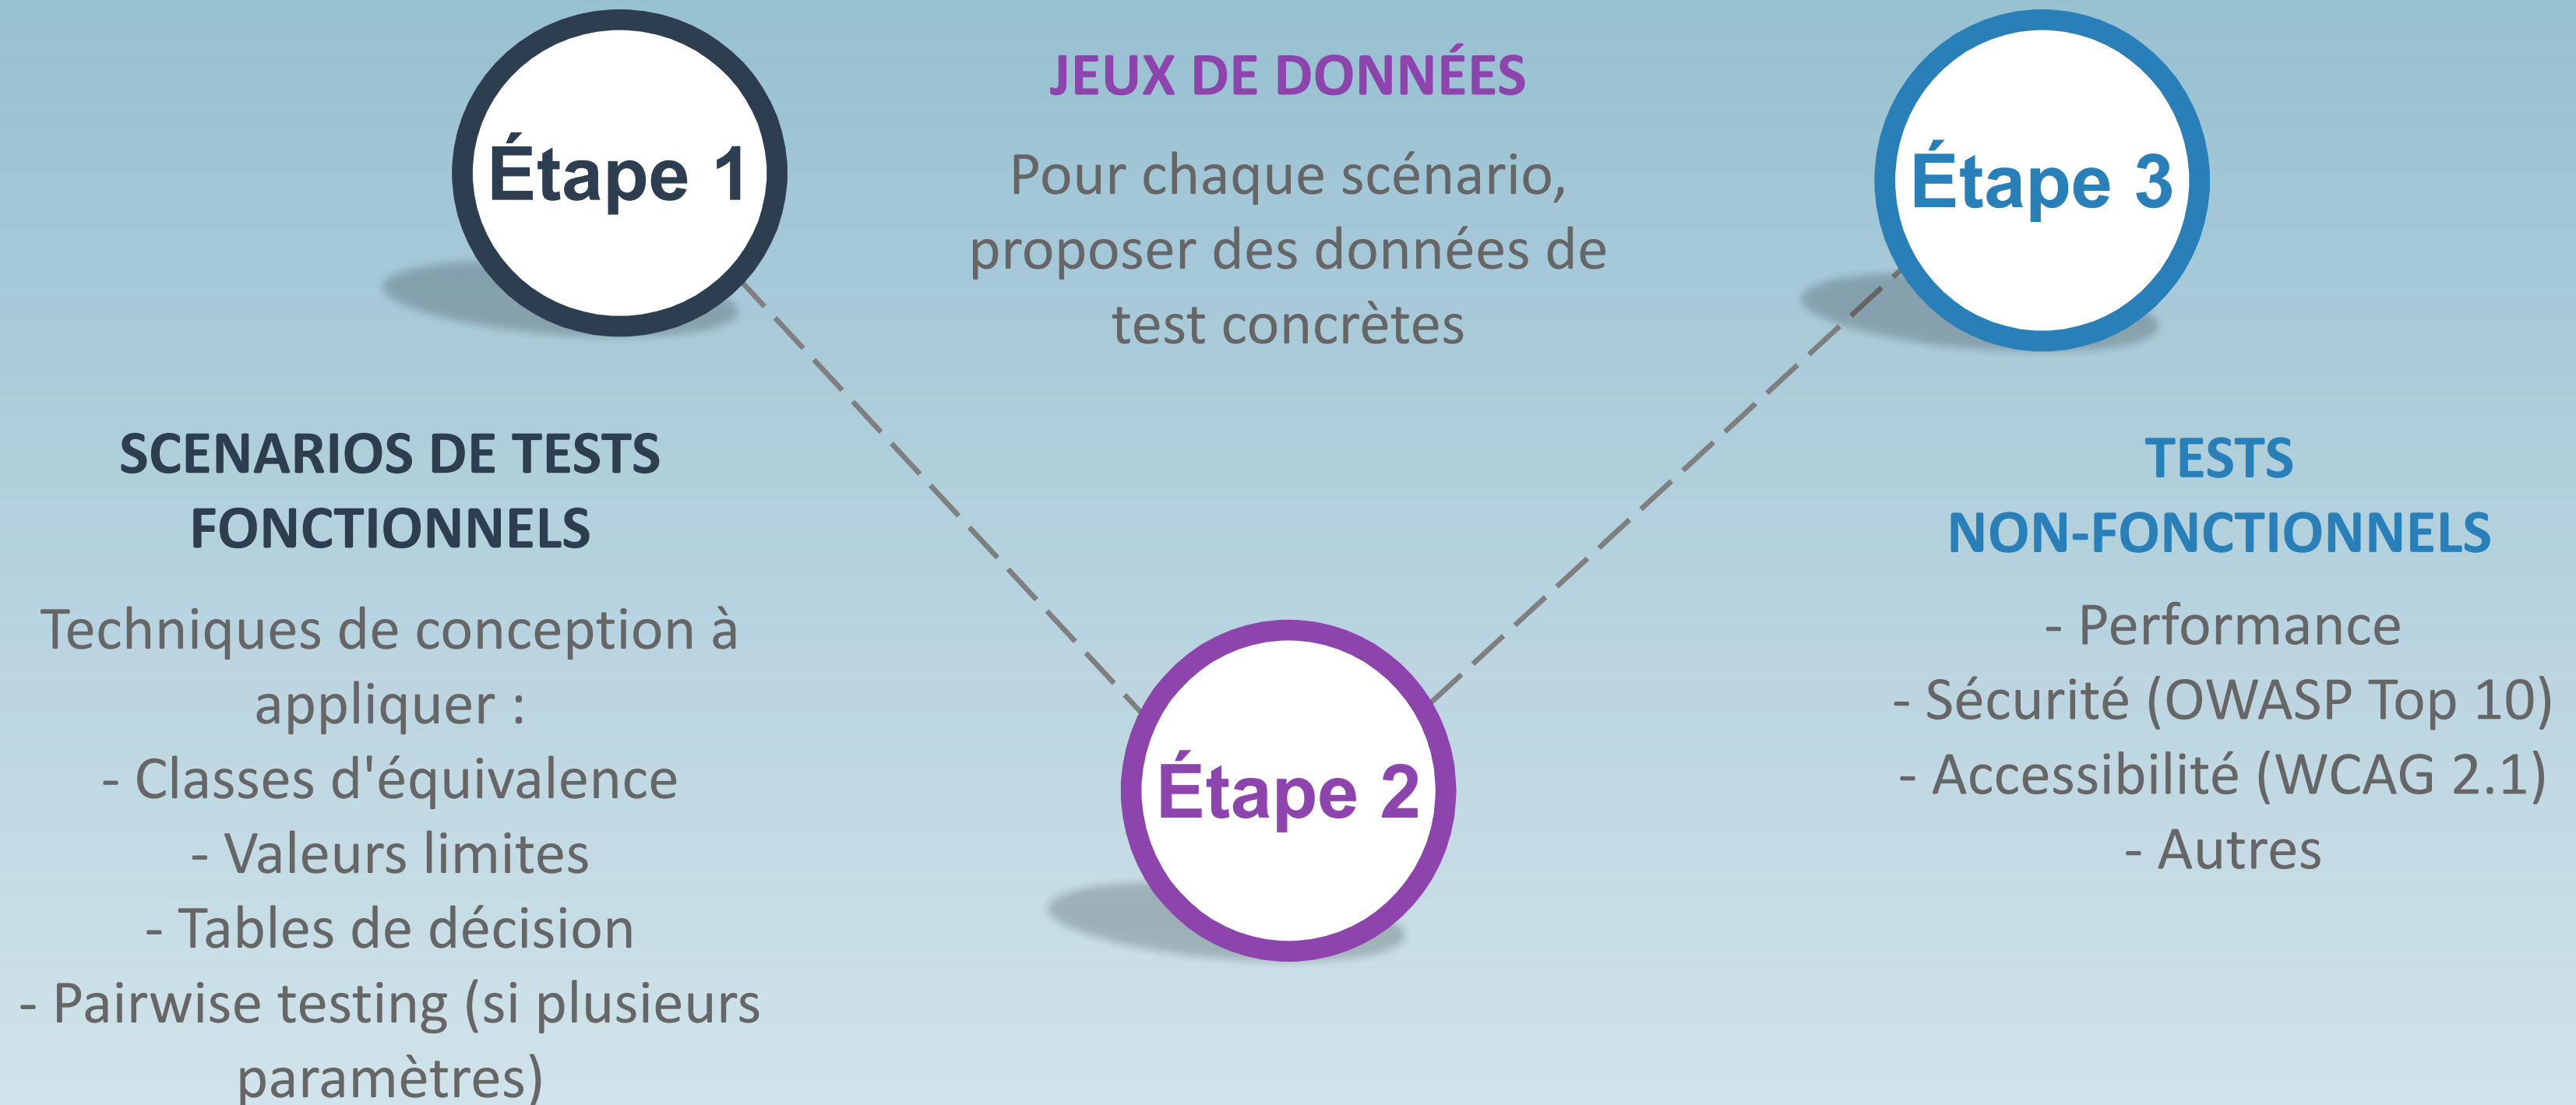 Étape 1
SCENARIOS DE TESTS
FONCTIONNELS
Techniques de conception à
appliquer :
- Classes d'équivalence
- Valeurs limites
- Tables de décision
- Pairwise testing (si plusieurs
paramètres)
JEUX DE DONNÉES
Pour chaque scénario,
proposer des données de
test concrètes
Étape 2
Étape 3
TESTS
NON-FONCTIONNELS
- Performance
- Sécurité (OWASP Top 10)
- Accessibilité (WCAG 2.1)
- Autres